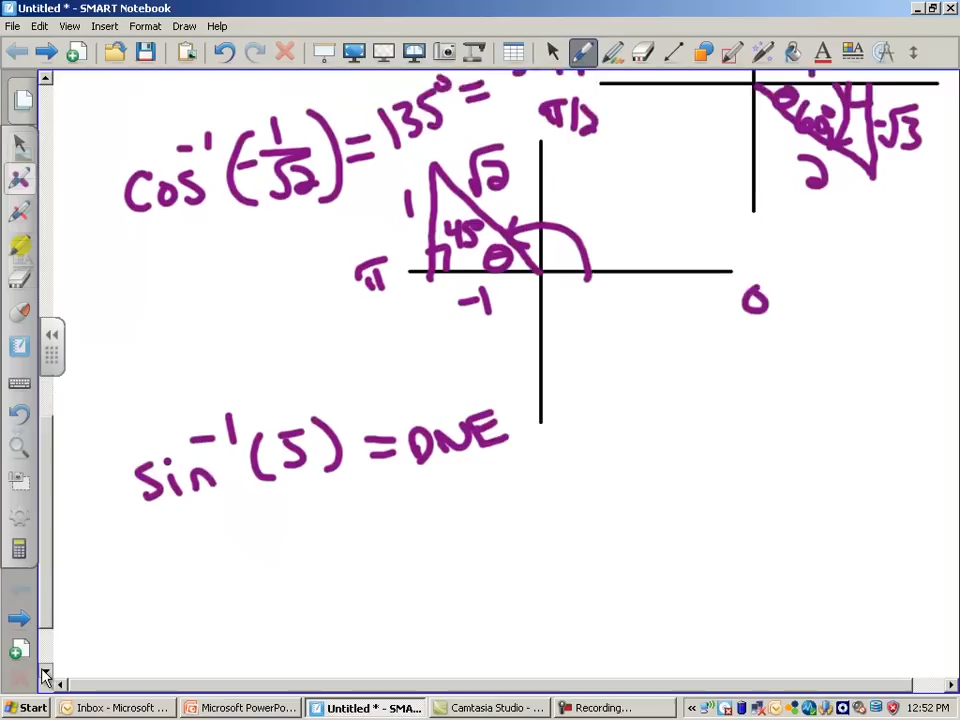 Untitled * - SMART Notebook
File Edit View Insert Format Draw Help
cos⁻¹(-1/√2) = 135° =
π/2
1
√2
45
θ
π
-1
0
θ
60°
-√3
2
sin⁻¹(5) = DNE
Start
Inbox - Microsoft ...
Microsoft PowerPo...
Untitled * - SMA...
Camtasia Studio - ...
Recording...
12:52 PM